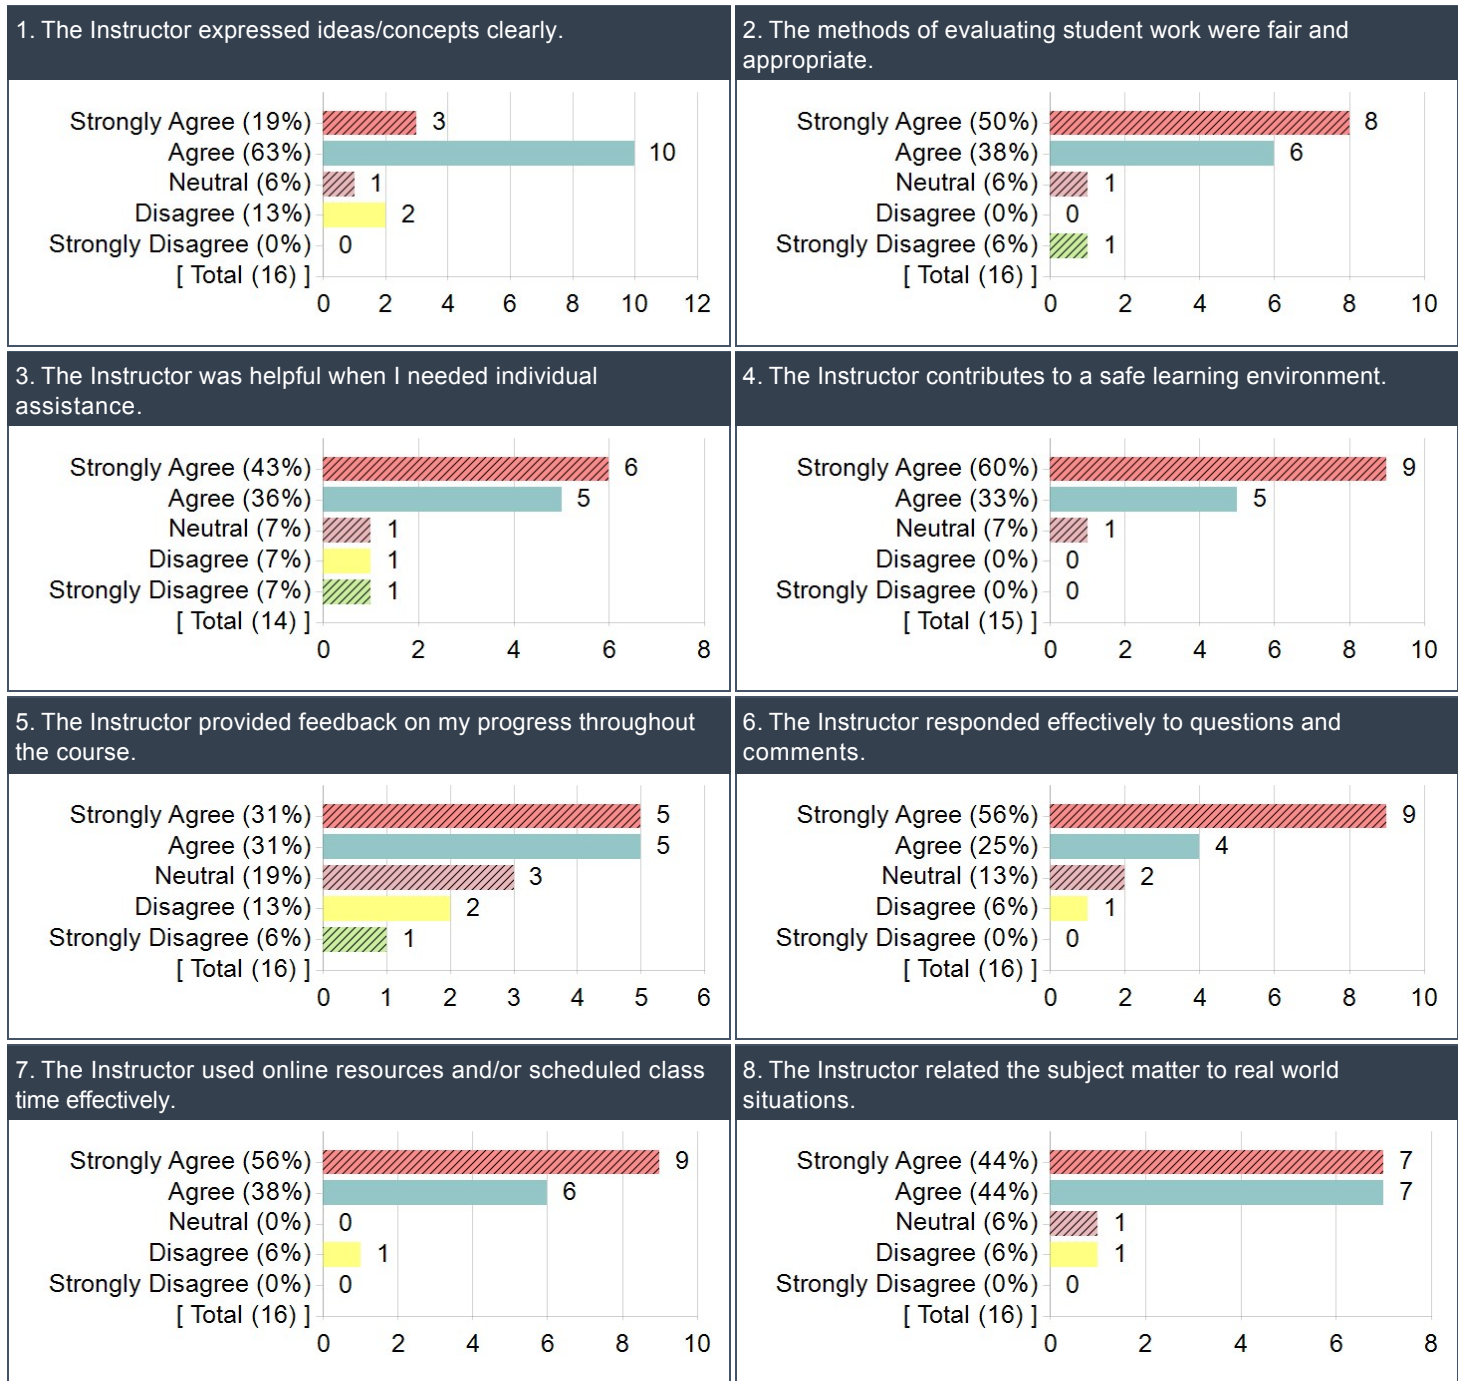 1. The Instructor expressed ideas/concepts clearly.
Strongly Agree (19%) 3
Agree (63%) 10
Neutral (6%) 1
Disagree (13%) 2
Strongly Disagree (0%) 0
[ Total (16) ]
0 2 4 6 8 10 12
2. The methods of evaluating student work were fair and
appropriate.
Strongly Agree (50%) 8
Agree (38%) 6
Neutral (6%) 1
Disagree (0%) 0
Strongly Disagree (6%) 1
[ Total (16) ]
0 2 4 6 8 10
3. The Instructor was helpful when I needed individual
assistance.
Strongly Agree (43%) 6
Agree (36%) 5
Neutral (7%) 1
Disagree (7%) 1
Strongly Disagree (7%) 1
[ Total (14) ]
0 2 4 6 8
4. The Instructor contributes to a safe learning environment.
Strongly Agree (60%) 9
Agree (33%) 5
Neutral (7%) 1
Disagree (0%) 0
Strongly Disagree (0%) 0
[ Total (15) ]
0 2 4 6 8 10
5. The Instructor provided feedback on my progress throughout
the course.
Strongly Agree (31%) 5
Agree (31%) 5
Neutral (19%) 3
Disagree (13%) 2
Strongly Disagree (6%) 1
[ Total (16) ]
0 1 2 3 4 5 6
6. The Instructor responded effectively to questions and
comments.
Strongly Agree (56%) 9
Agree (25%) 4
Neutral (13%) 2
Disagree (6%) 1
Strongly Disagree (0%) 0
[ Total (16) ]
0 2 4 6 8 10
7. The Instructor used online resources and/or scheduled class
time effectively.
Strongly Agree (56%) 9
Agree (38%) 6
Neutral (0%) 0
Disagree (6%) 1
Strongly Disagree (0%) 0
[ Total (16) ]
0 2 4 6 8 10
8. The Instructor related the subject matter to real world
situations.
Strongly Agree (44%) 7
Agree (44%) 7
Neutral (6%) 1
Disagree (6%) 1
Strongly Disagree (0%) 0
[ Total (16) ]
0 2 4 6 8